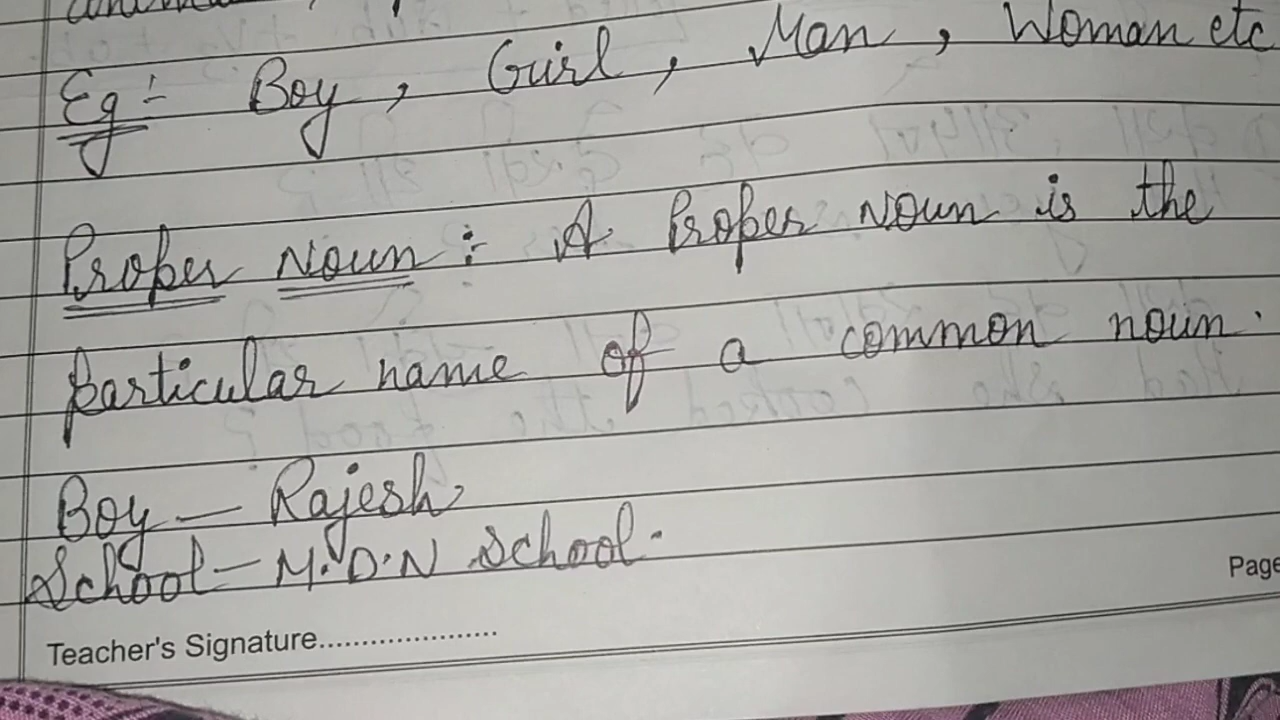 Eg:- Boy, Girl, Man, Woman etc
Proper Noun :- A Proper Noun is the
particular name of a common noun.
Boy – Rajesh
School – M.D.N School.
Teacher's Signature.....................
Page